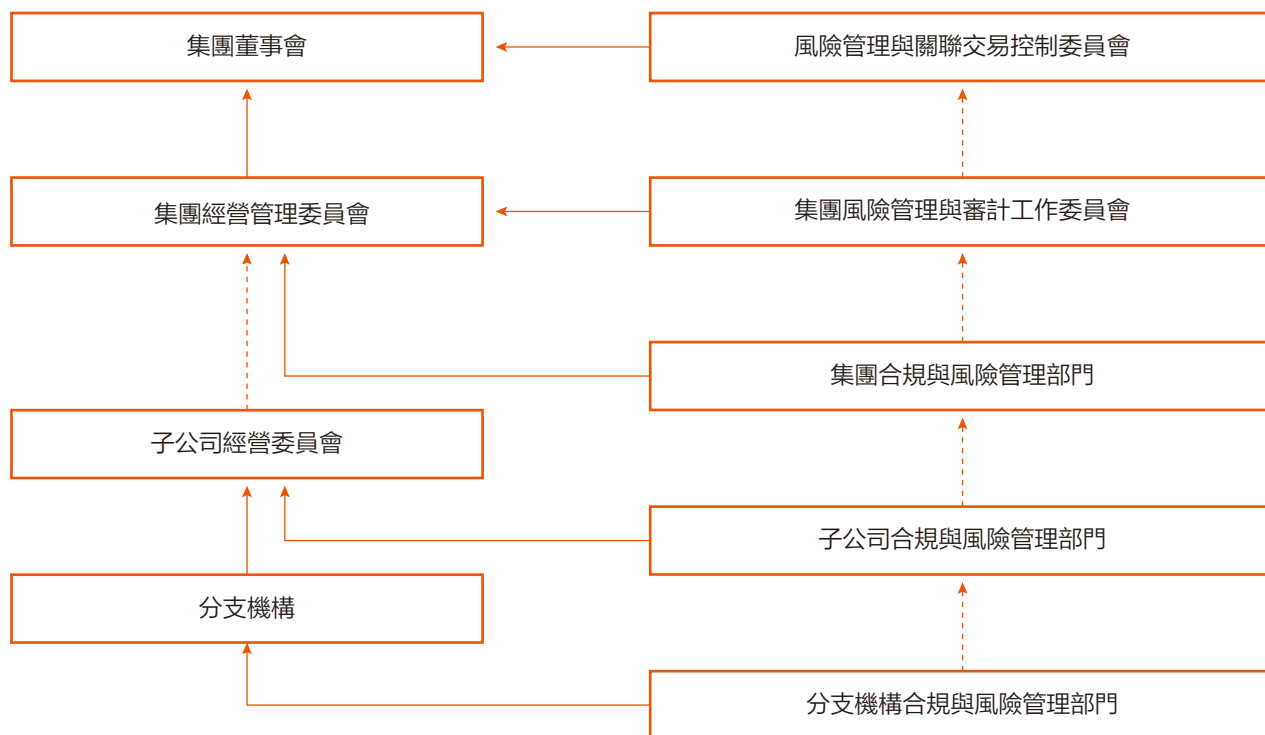 集團董事會
風險管理與關聯交易控制委員會
集團經營管理委員會
集團風險管理與審計工作委員會
集團合規與風險管理部門
子公司經營委員會
子公司合規與風險管理部門
分支機構
分支機構合規與風險管理部門